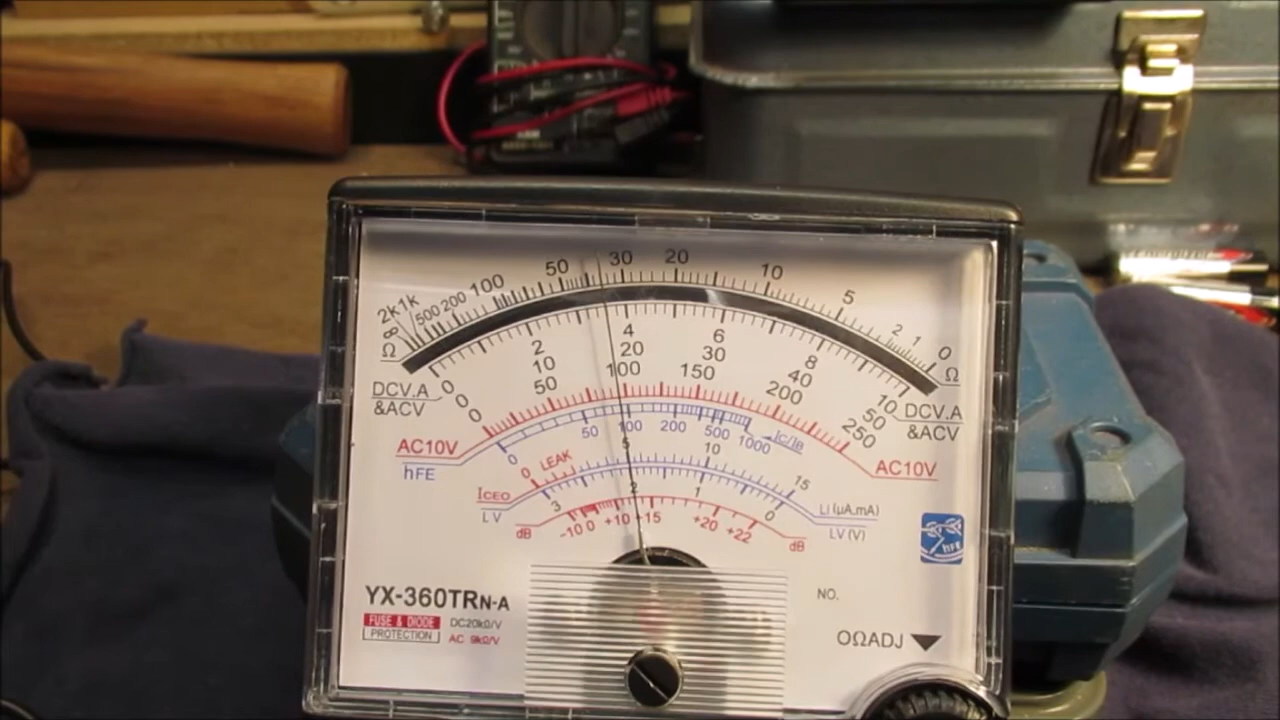 50 30 20 10 5 2 1 0
2k 1k 500 200 100
∞
Ω Ω
0 2 4 6 8 10
0 10 20 30 40 50
0 50 100 150 200 250
DCV.A
&ACV
DCV.A
&ACV
AC10V AC10V
hFE
0 50 100 200 500 1000 Ic/IB
0 LEAK 5 10 15
ICEO
LV
Li(μA.mA)
LV(V)
3 2 1 0
dB -10 0 +10 +15 +20 +22 dB
hFE
YX-360TRN-A
FUSE & DIODE
PROTECTION
DC20kΩ/V
AC 9kΩ/V
NO.
0ΩADJ